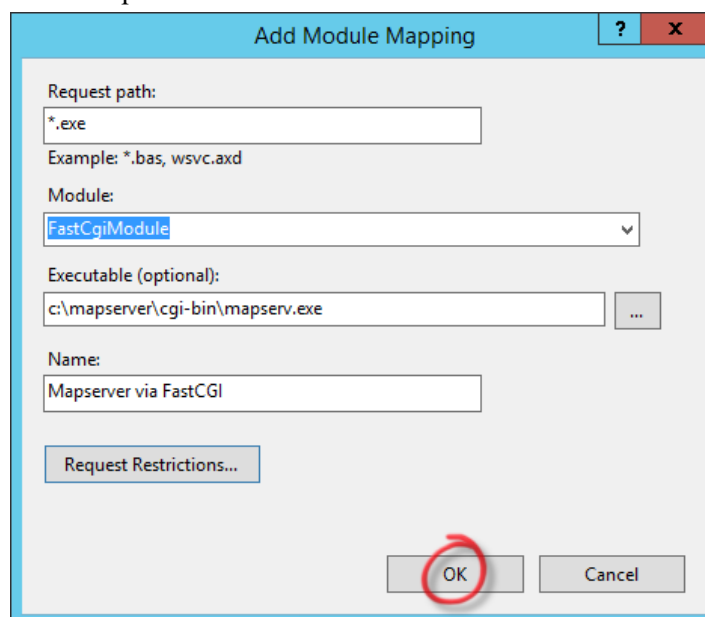 Add Module Mapping
?
x
Request path:
*.exe
Example: *.bas, wsvc.axd
Module:
FastCgiModule
Executable (optional):
c:\mapserver\cgi-bin\mapserv.exe
...
Name:
Mapserver via FastCGI
Request Restrictions...
OK
Cancel